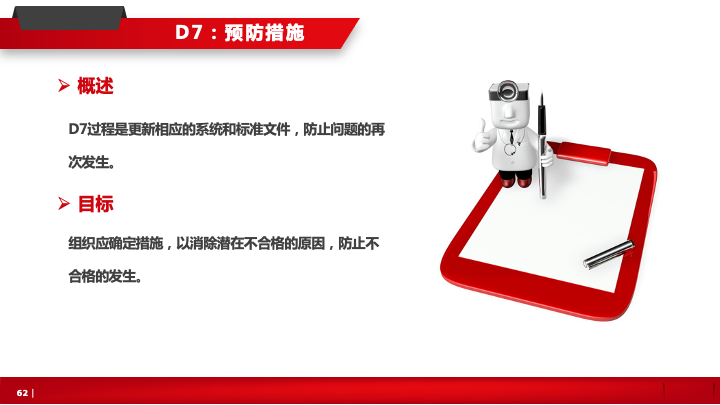 D7：预防措施
➢ 概述
D7过程是更新相应的系统和标准文件，防止问题的再
次发生。
➢ 目标
组织应确定措施，以消除潜在不合格的原因，防止不
合格的发生。
62 |